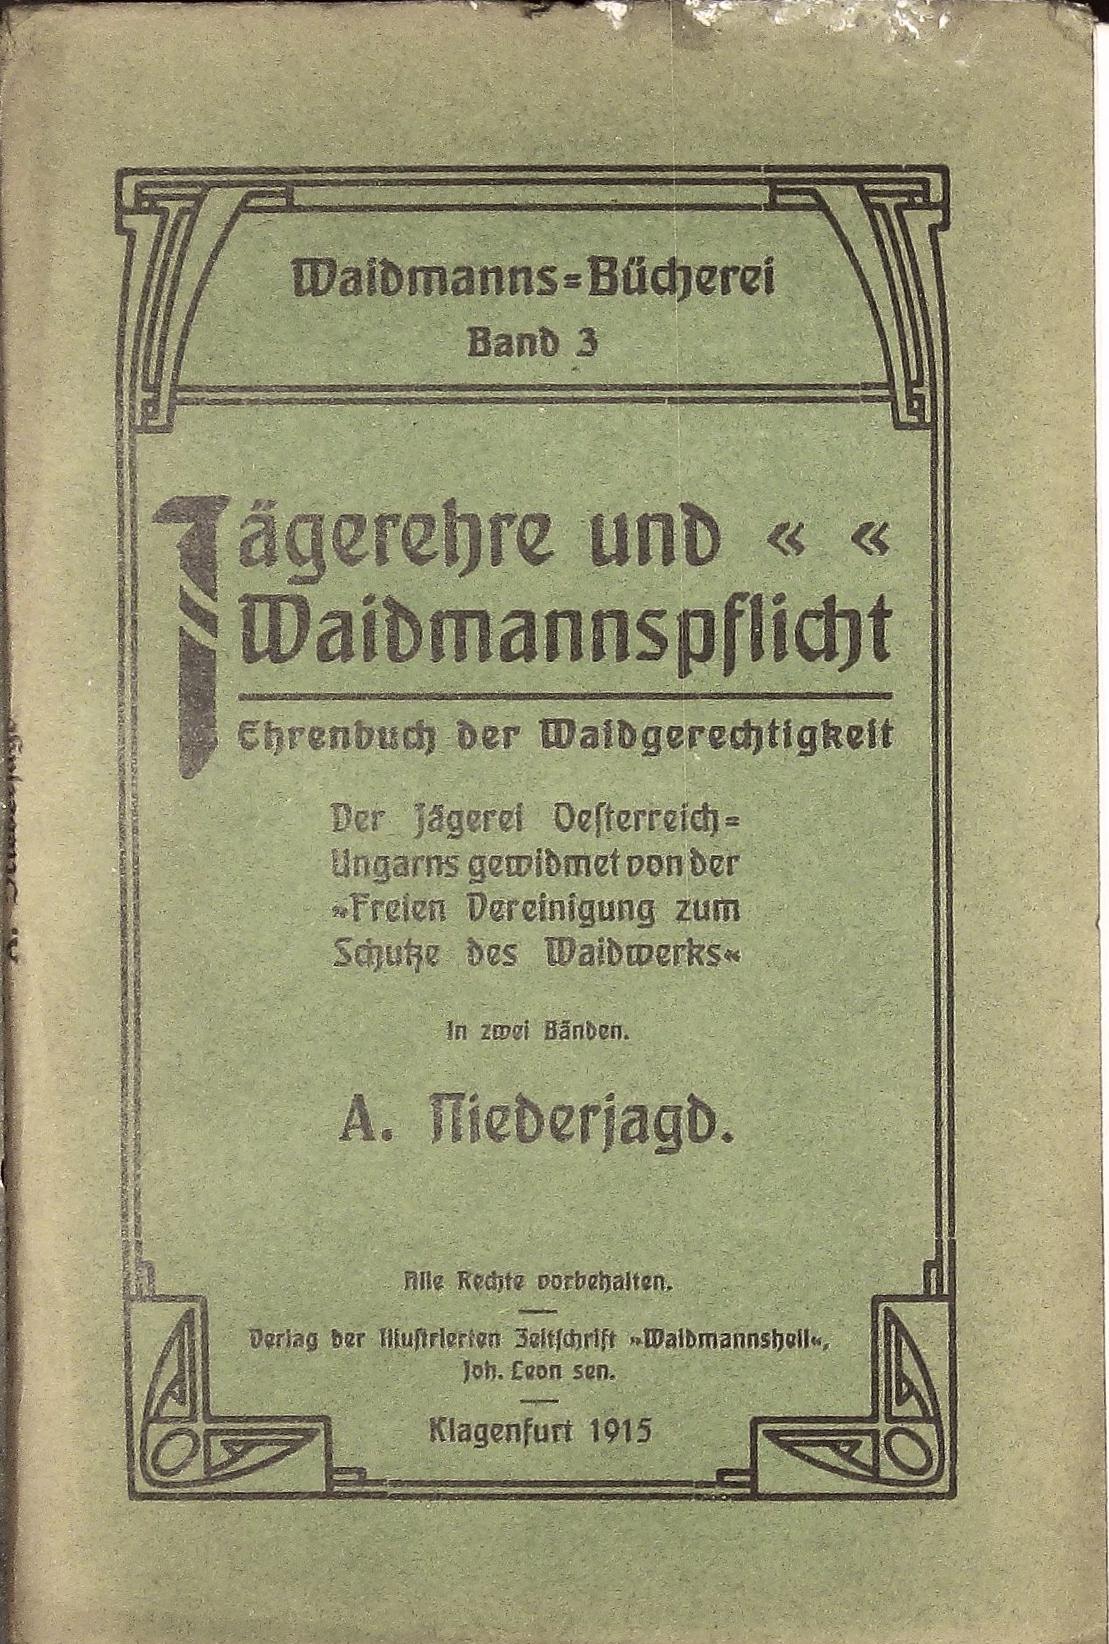 Waidmanns=Bücherei
Band 3
Jägerehre und « «
Waidmannspflicht
Ehrenbuch der Waidgerechtigkeit
Der Jägerei Oeſterreich=
Ungarns gewidmet von der
»Freien Vereinigung zum
Schutze des Waidwerks«
In zwei Bänden.
A. Niederjagd.
Alle Rechte vorbehalten.
Verlag der Illuſtrierten Zeitſchrift »Waidmannsheil«,
Joh. Leon sen.
Klagenfurt 1915